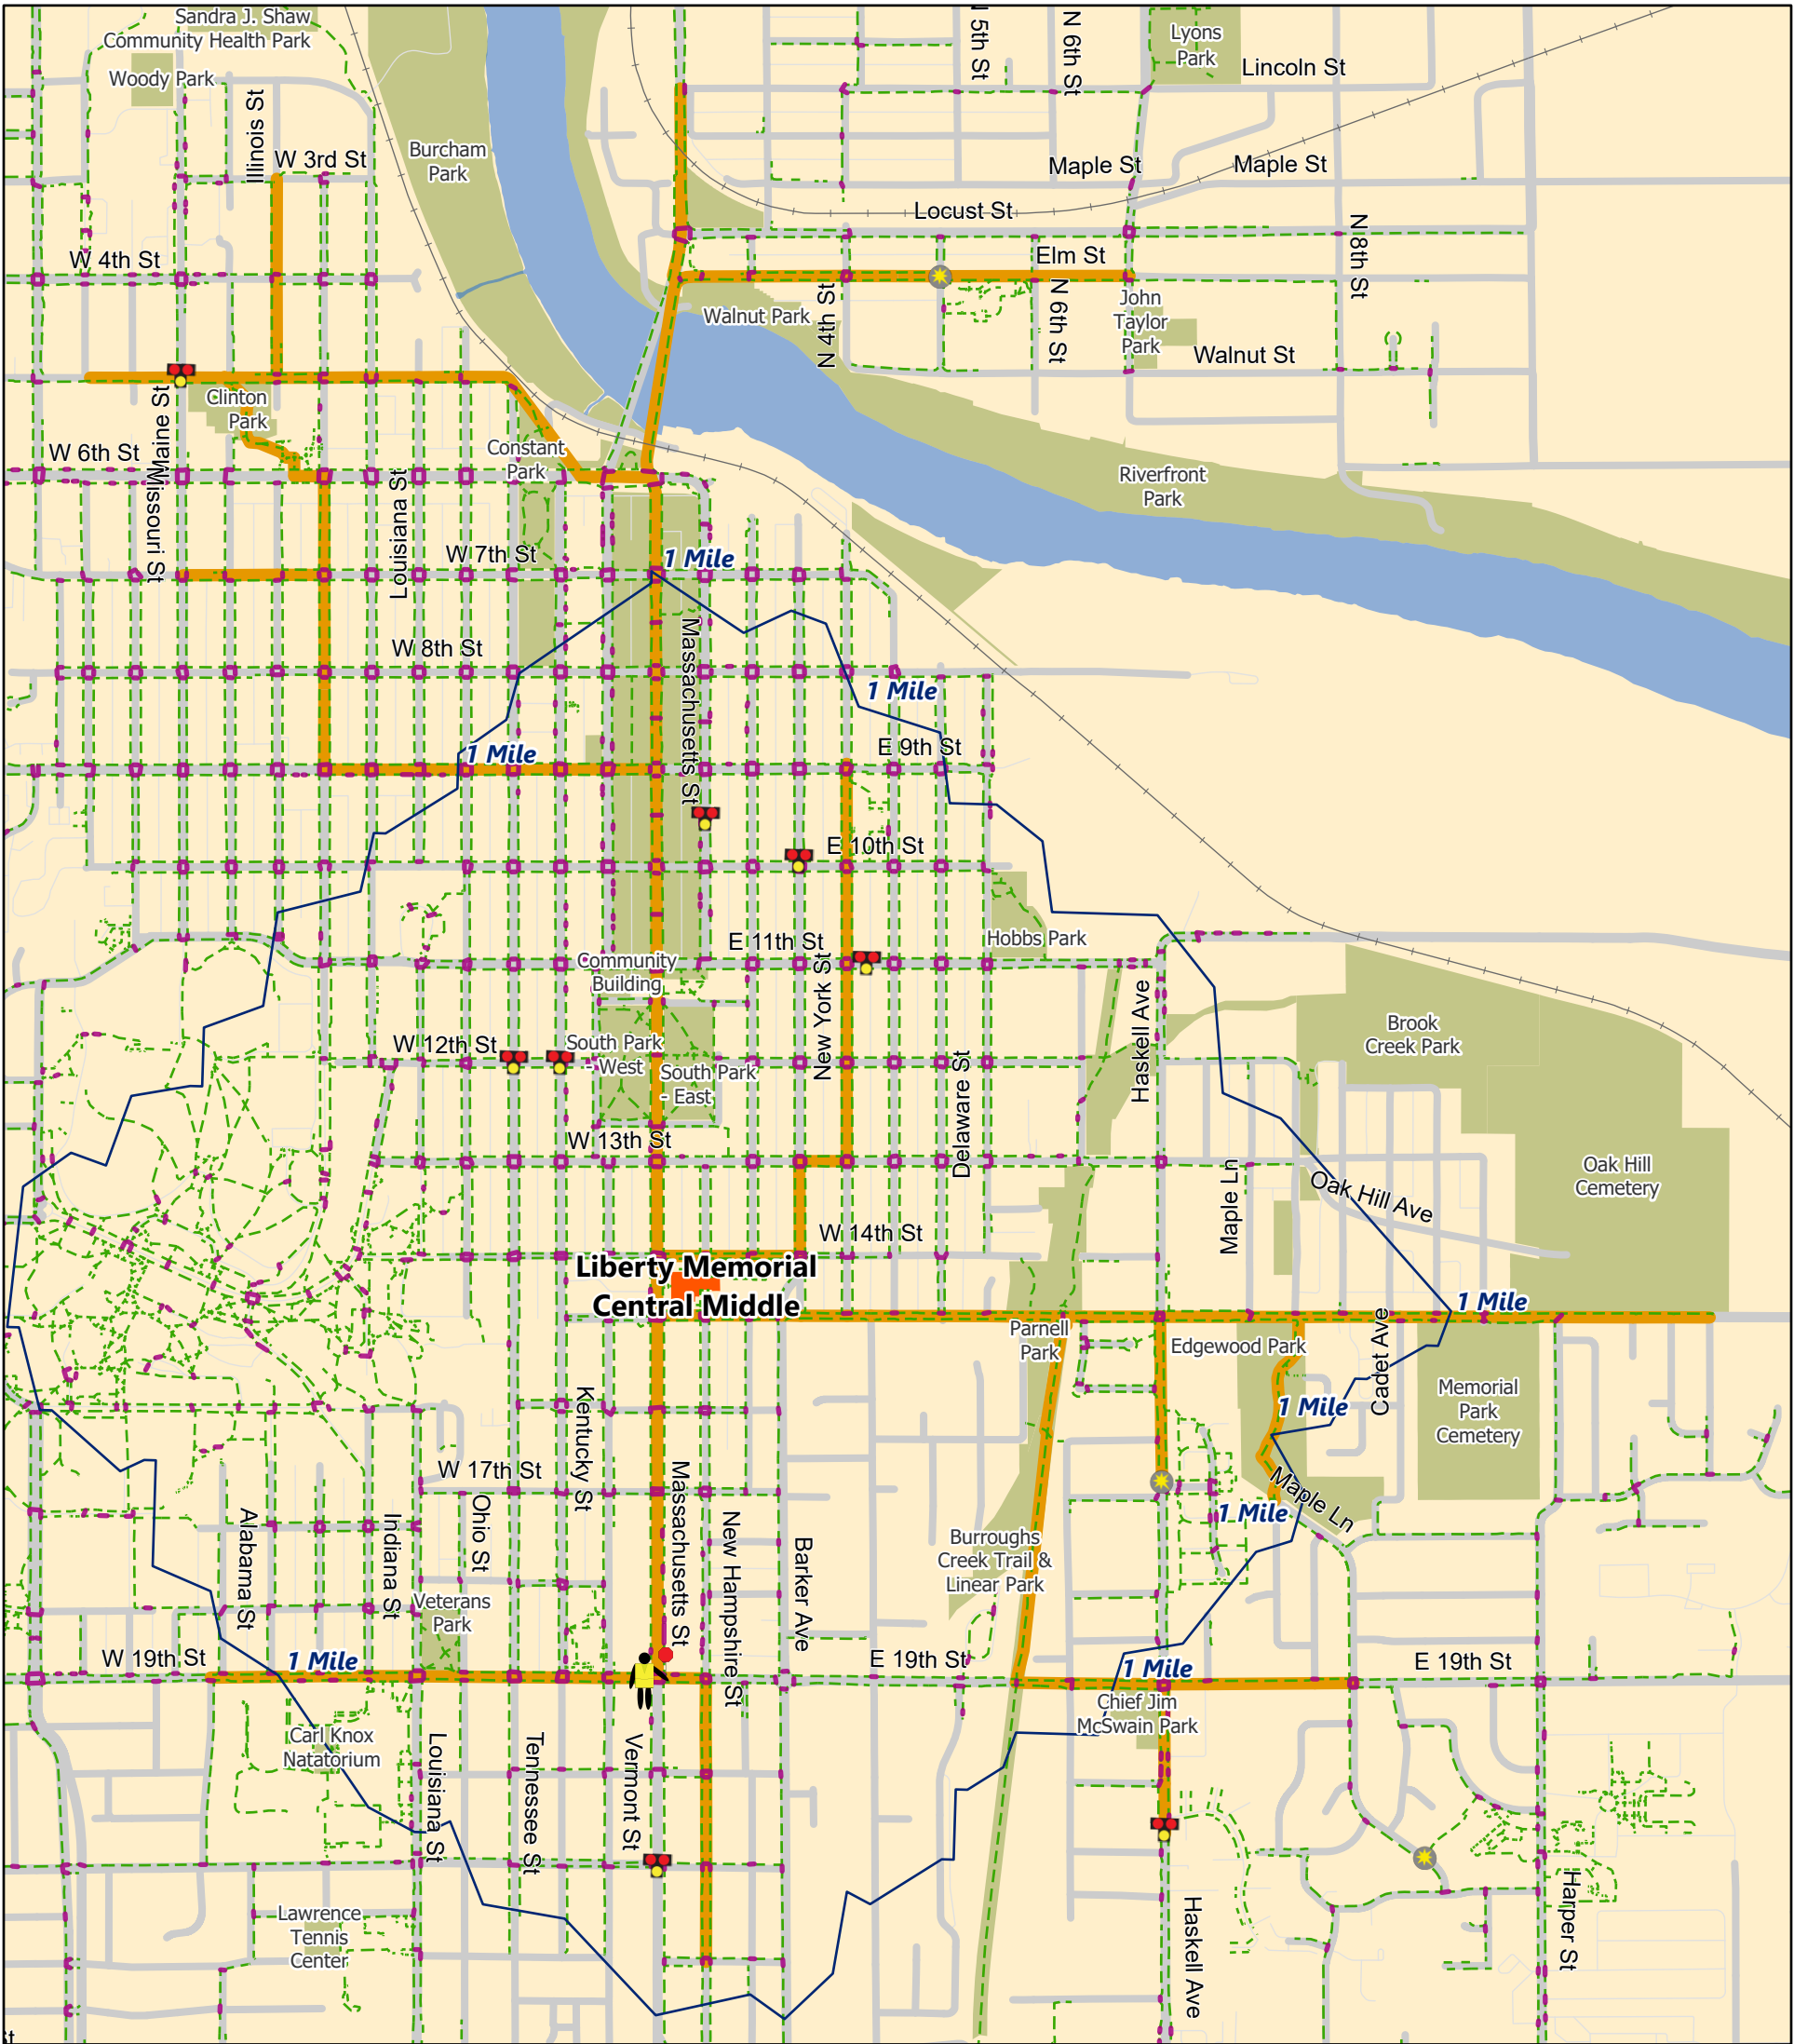 Sandra J. Shaw
Community Health Park
Woody Park
Illinois St
W 3rd St
Burcham
Park
N 5th St
N 6th St
Lyons
Park
Lincoln St
Maple St
Maple St
Locust St
W 4th St
Elm St
N 8th St
Walnut Park
N 4th St
N 6th St
John
Taylor
Park
Walnut St
Clinton
Park
Maine St
W 6th St
Missouri St
Louisiana St
Constant
Park
Riverfront
Park
W 7th St
1 Mile
W 8th St
Massachusetts St
1 Mile
1 Mile
E 9th St
E 10th St
E 11th St
Hobbs Park
Community
Building
New York St
Haskell Ave
Brook
Creek Park
W 12th St
South Park
- West
South Park
- East
Delaware St
W 13th St
Maple Ln
Oak Hill Ave
Oak Hill
Cemetery
W 14th St
Liberty Memorial
Central Middle
1 Mile
Parnell
Park
Edgewood Park
Cadet Ave
Kentucky St
1 Mile
Memorial
Park
Cemetery
W 17th St
Massachusetts St
Maple Ln
1 Mile
Alabama St
Indiana St
Ohio St
New Hampshire St
Barker Ave
Burroughs
Creek Trail &
Linear Park
Veterans
Park
W 19th St
1 Mile
E 19th St
1 Mile
E 19th St
Chief Jim
McSwain Park
Carl Knox
Natatorium
Louisiana St
Tennessee St
Vermont St
Lawrence
Tennis
Center
Haskell Ave
Harper St
St